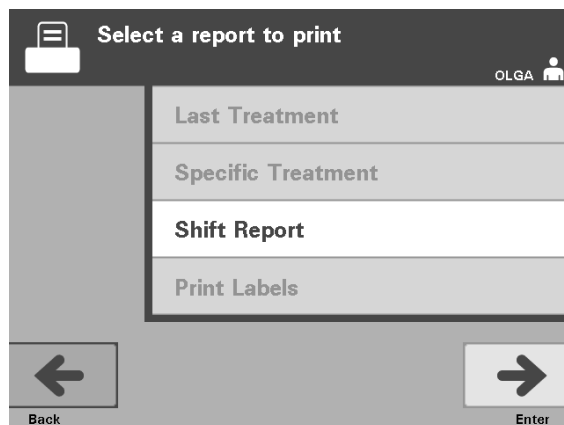 Select a report to print
OLGA
Last Treatment
Specific Treatment
Shift Report
Print Labels
Back
Enter